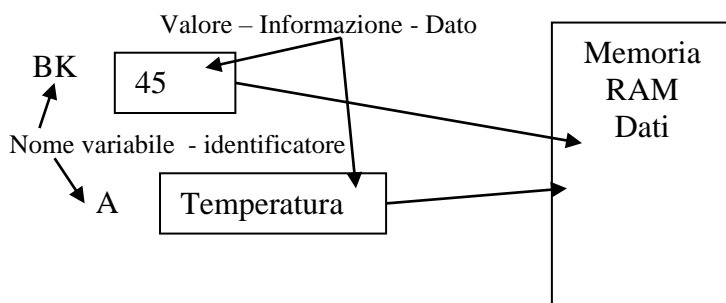 Valore – Informazione - Dato
Memoria
RAM
Dati
BK
45
Nome variabile - identificatore
A
Temperatura